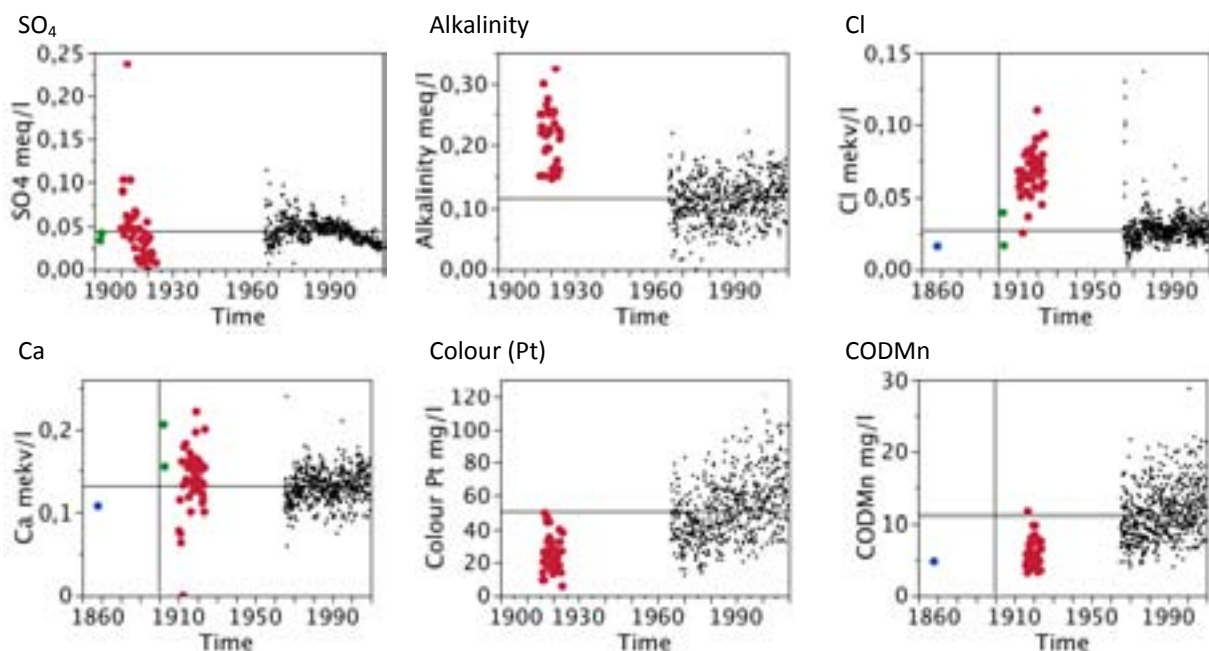 SO4
SO4 meq/l
0,25
0,20
0,15
0,10
0,05
0,00
1900 1930 1960 1990
Time
Alkalinity
Alkalinity meq/l
0,30
0,20
0,10
0,00
1900 1930 1960 1990
Time
Cl
Cl mekv/l
0,15
0,10
0,05
0,00
1860 1910 1950 1990
Time
Ca
Ca mekv/l
0,2
0,1
0
1860 1910 1950 1990
Time
Colour (Pt)
Colour Pt mg/l
120
100
80
60
40
20
0
1900 1930 1960 1990
Time
CODMn
CODMn mg/l
30
20
10
0
1860 1910 1950 1990
Time